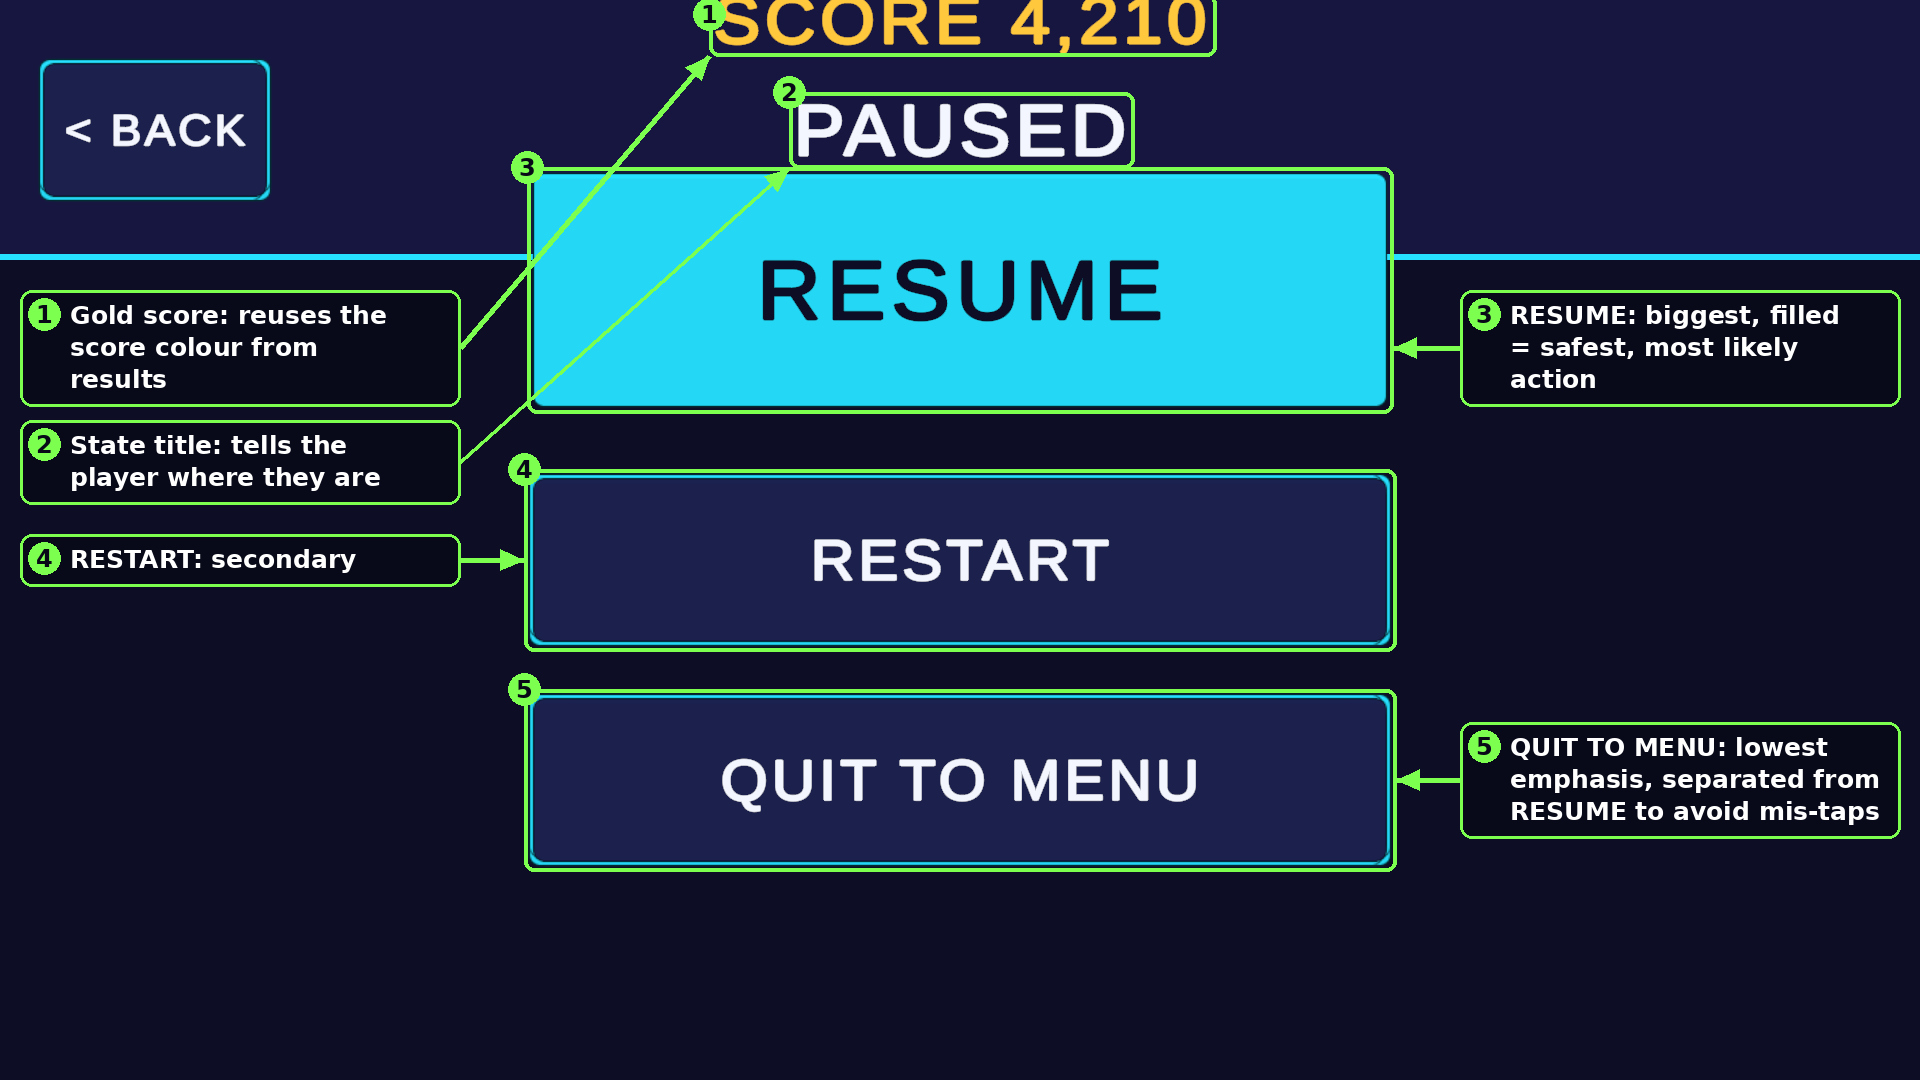 1 SCORE 4,210
< BACK
2 PAUSED
3
RESUME
1 Gold score: reuses the
score colour from
results
2 State title: tells the
player where they are
3 RESUME: biggest, filled
= safest, most likely
action
4
RESTART
4 RESTART: secondary
5
QUIT TO MENU
5 QUIT TO MENU: lowest
emphasis, separated from
RESUME to avoid mis-taps